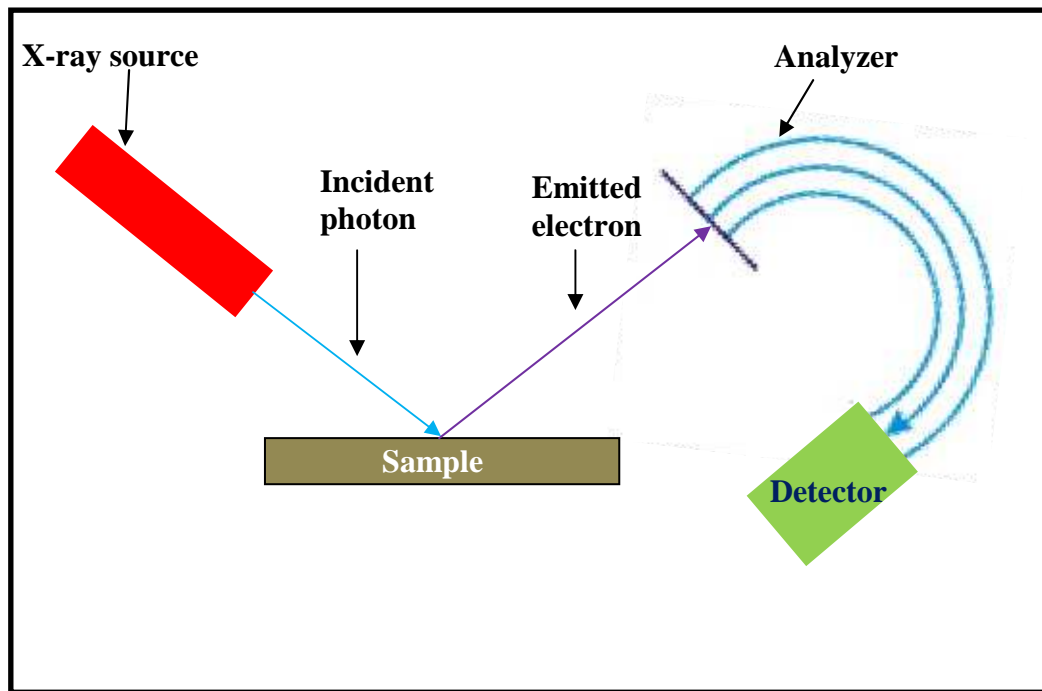 X-ray source
Analyzer
Incident
photon
Emitted
electron
Sample
Detector